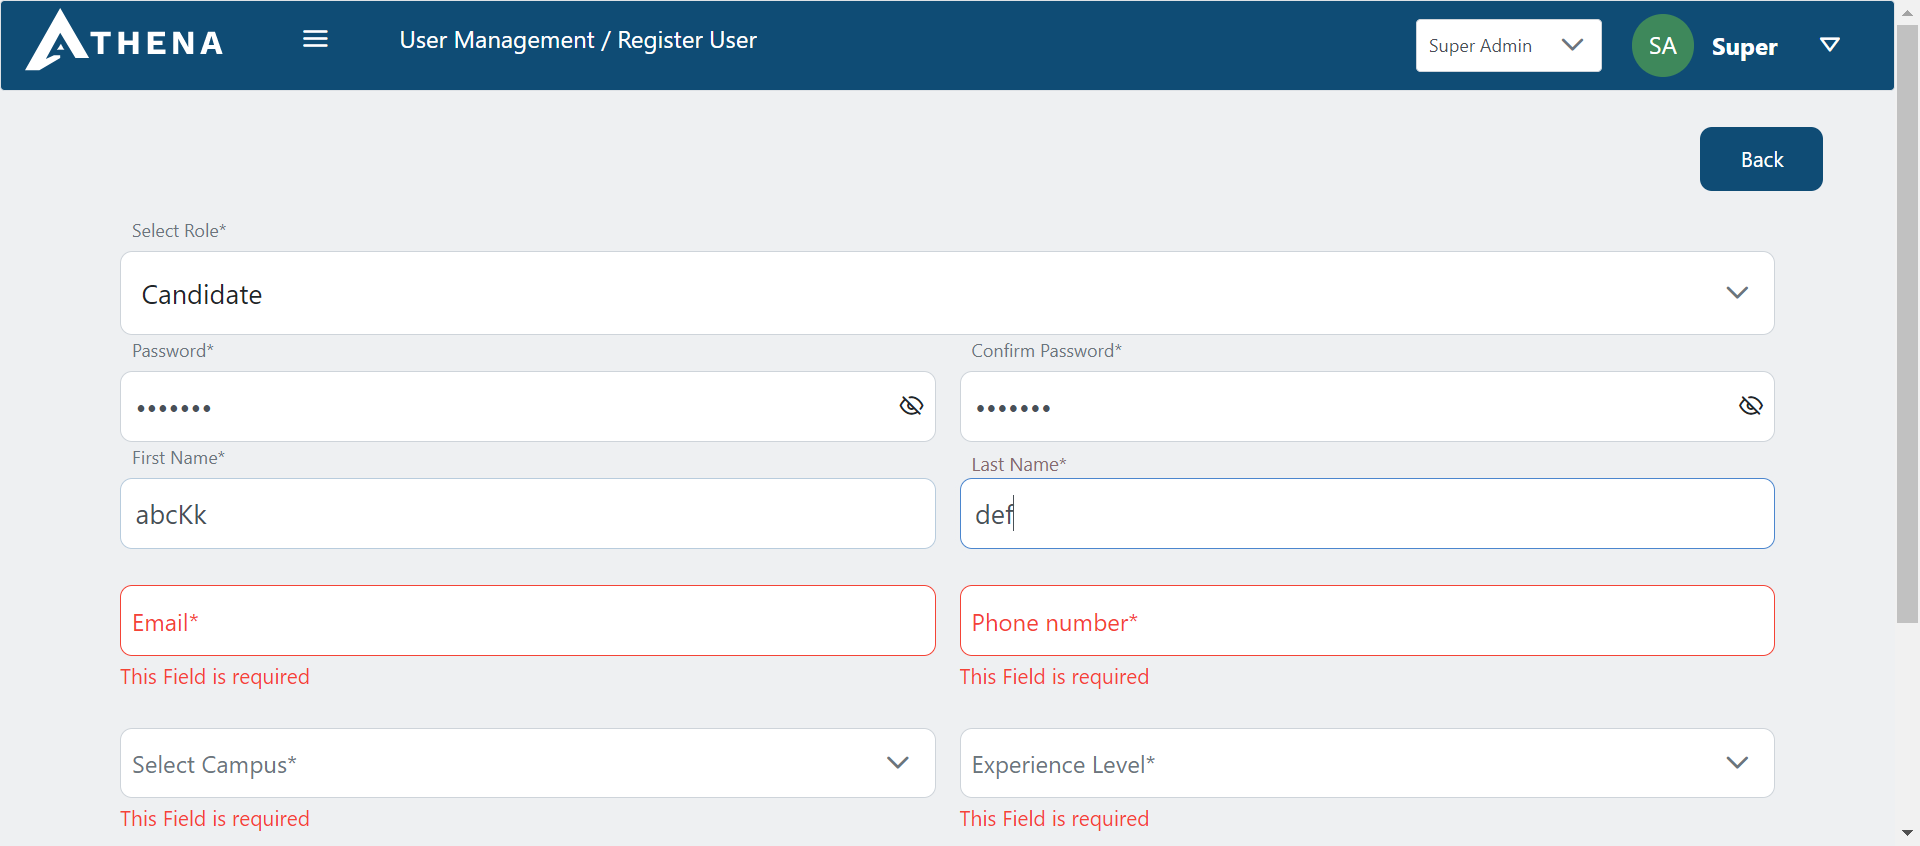 ATHENA
User Management / Register User
Super Admin
SA
Super
Back
Select Role*
Candidate
Password*
Confirm Password*
•••••••
•••••••
First Name*
Last Name*
abcKk
def
Email*
Phone number*
This Field is required
This Field is required
Select Campus*
Experience Level*
This Field is required
This Field is required